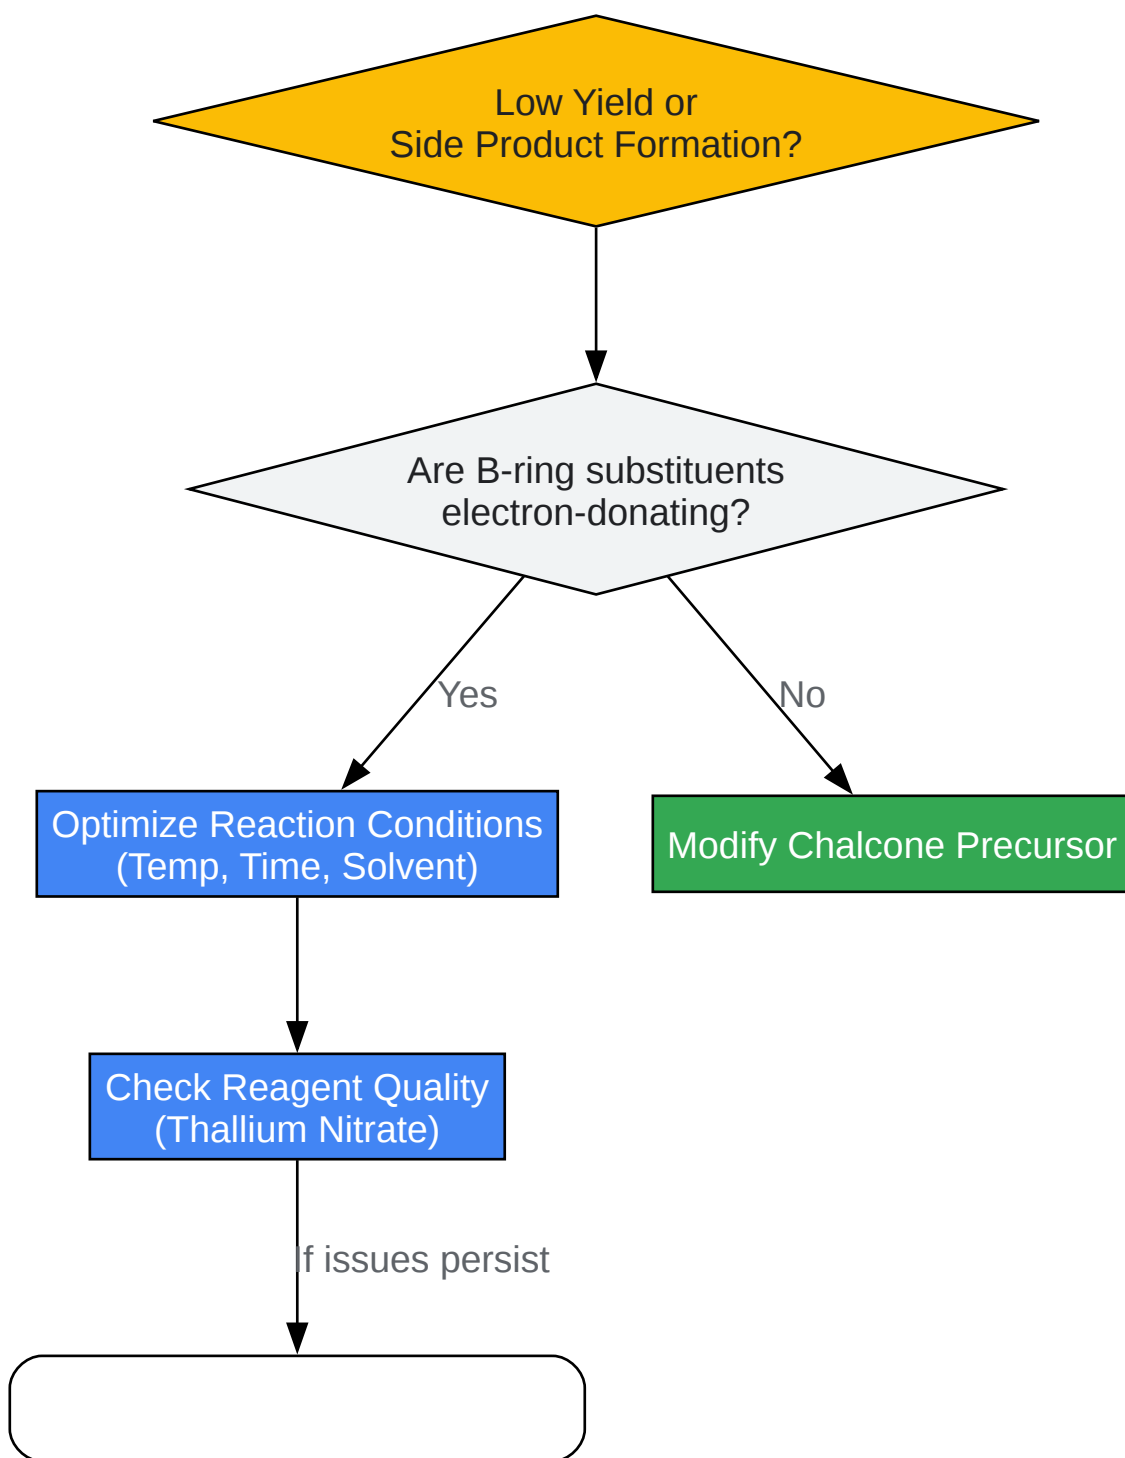 Low Yield or
Side Product Formation?
Are B-ring substituents
electron-donating?
Yes
No
Optimize Reaction Conditions
(Temp, Time, Solvent)
Modify Chalcone Precursor
Check Reagent Quality
(Thallium Nitrate)
If issues persist